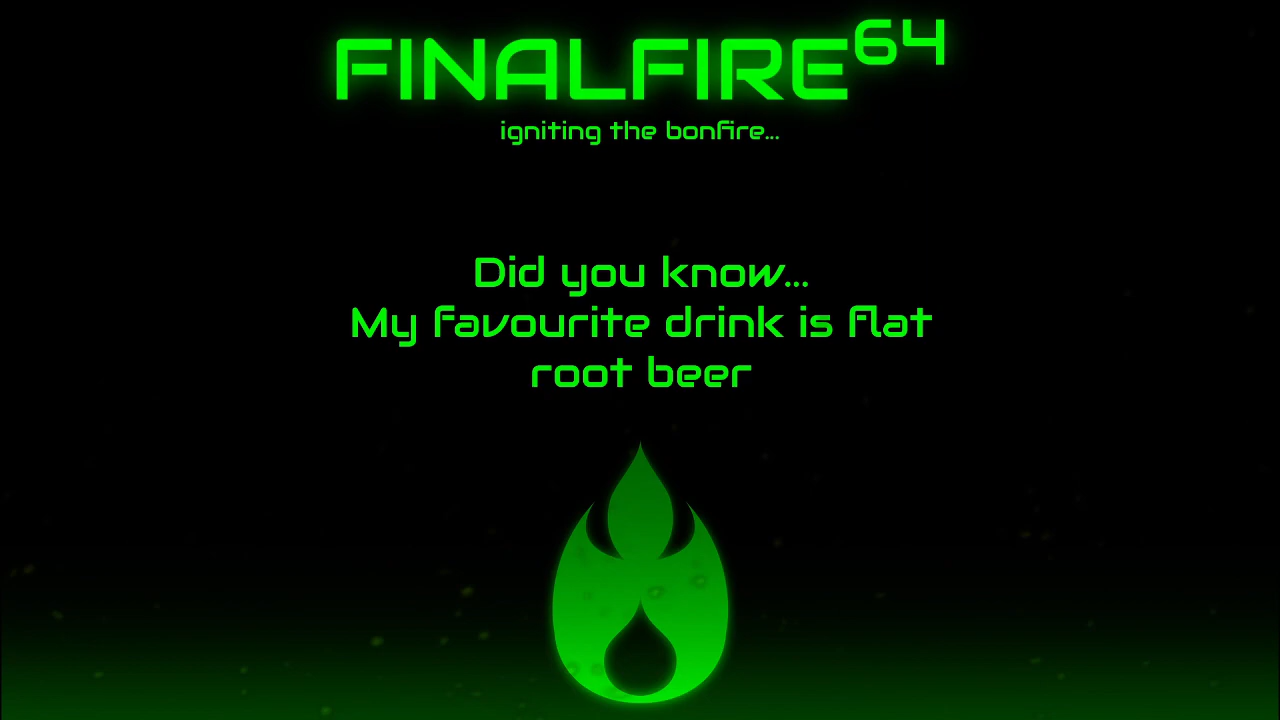 FINALFIRE⁶⁴
igniting the bonfire...
Did you know...
My favourite drink is flat
root beer